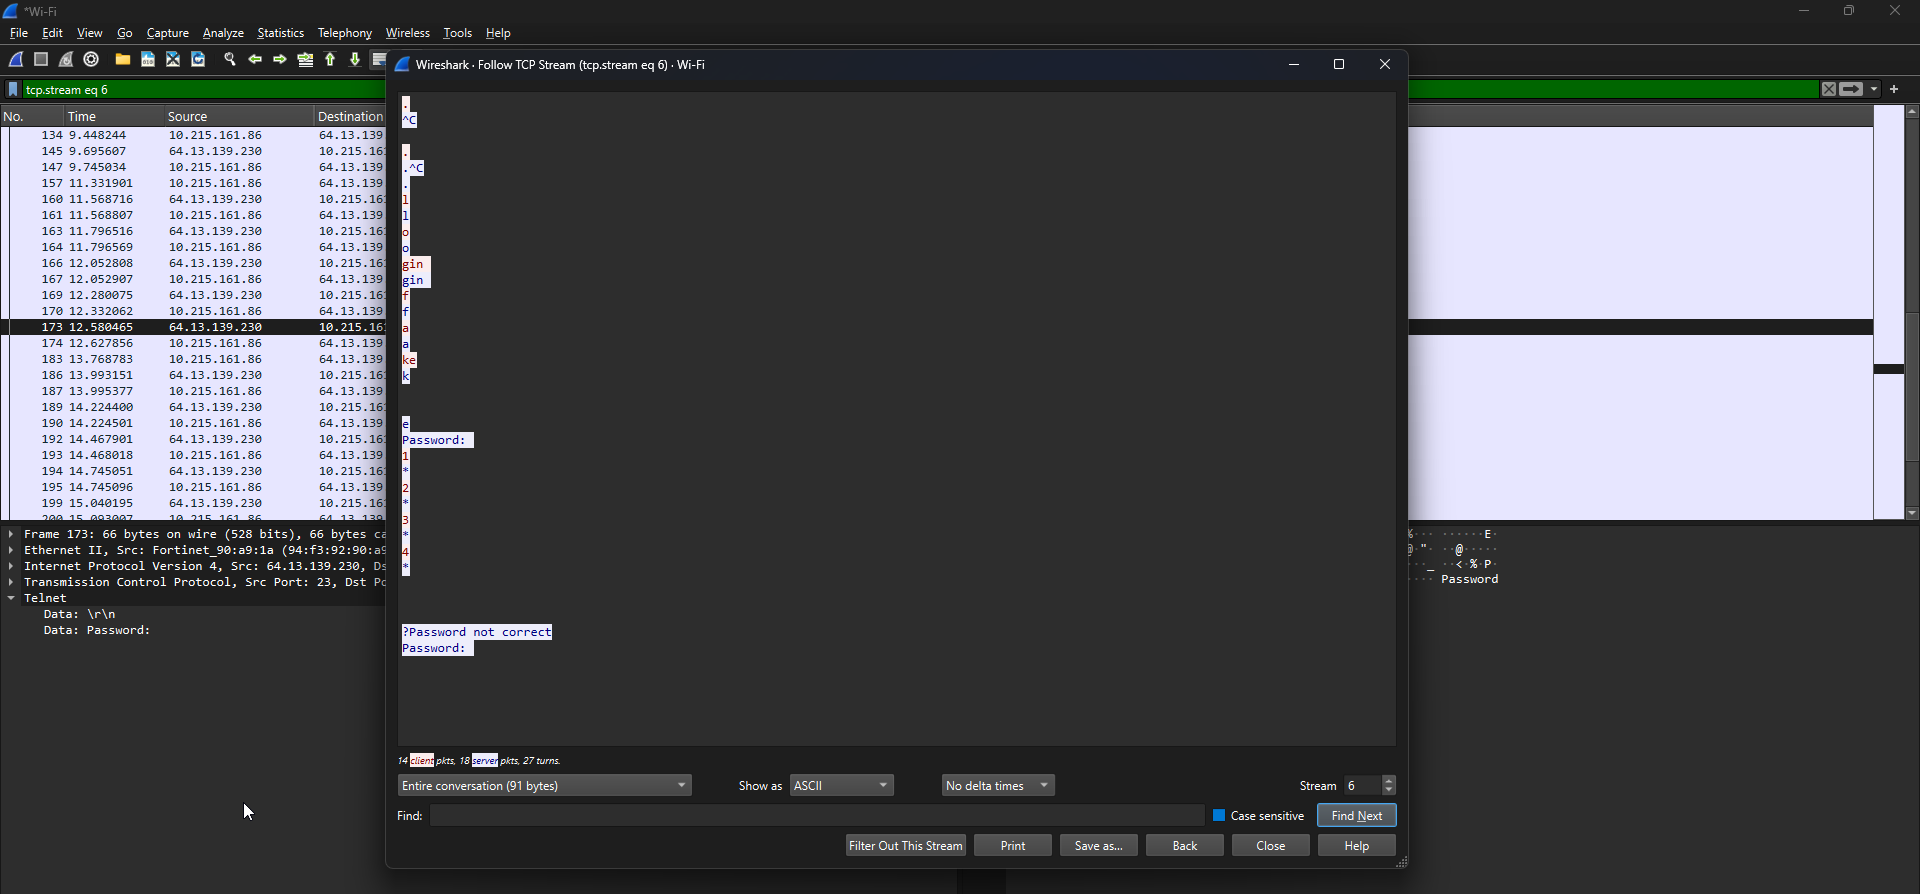 *Wi-Fi
File Edit View Go Capture Analyze Statistics Telephony Wireless Tools Help
tcp.stream eq 6
No. Time Source Destination
134 9.448244 10.215.161.86 64.13.139
145 9.695607 64.13.139.230 10.215.16
147 9.745034 10.215.161.86 64.13.139
157 11.331901 10.215.161.86 64.13.139
160 11.568716 64.13.139.230 10.215.16
161 11.568807 10.215.161.86 64.13.139
163 11.796516 64.13.139.230 10.215.16
164 11.796569 10.215.161.86 64.13.139
166 12.052808 64.13.139.230 10.215.16
167 12.052907 10.215.161.86 64.13.139
169 12.280075 64.13.139.230 10.215.16
170 12.332062 10.215.161.86 64.13.139
173 12.580465 64.13.139.230 10.215.16
174 12.627856 10.215.161.86 64.13.139
183 13.768783 10.215.161.86 64.13.139
186 13.993151 64.13.139.230 10.215.16
187 13.995377 10.215.161.86 64.13.139
189 14.224400 64.13.139.230 10.215.16
190 14.224501 10.215.161.86 64.13.139
192 14.467901 64.13.139.230 10.215.16
193 14.468018 10.215.161.86 64.13.139
194 14.745051 64.13.139.230 10.215.16
195 14.745096 10.215.161.86 64.13.139
199 15.040195 64.13.139.230 10.215.16
200 15.093007 10.215.161.86 64.13.139
Frame 173: 66 bytes on wire (528 bits), 66 bytes ca
Ethernet II, Src: Fortinet_90:a9:1a (94:f3:92:90:a9
Internet Protocol Version 4, Src: 64.13.139.230, Ds
Transmission Control Protocol, Src Port: 23, Dst Po
Telnet
Data: \r\n
Data: Password:
Wireshark · Follow TCP Stream (tcp.stream eq 6) · Wi-Fi
.
^C
.
.^C
.
l
l
o
o
gin
gin
f
f
a
a
ke
k
e
Password:
1
*
2
*
3
*
4
*
?Password not correct
Password:
14 client pkts, 18 server pkts, 27 turns.
Entire conversation (91 bytes) Show as ASCII No delta times Stream 6
Find: Case sensitive Find Next
Filter Out This Stream Print Save as... Back Close Help
%··· ······E·
@·"· ··@·····
···_ ··<·%·P·
···· Password